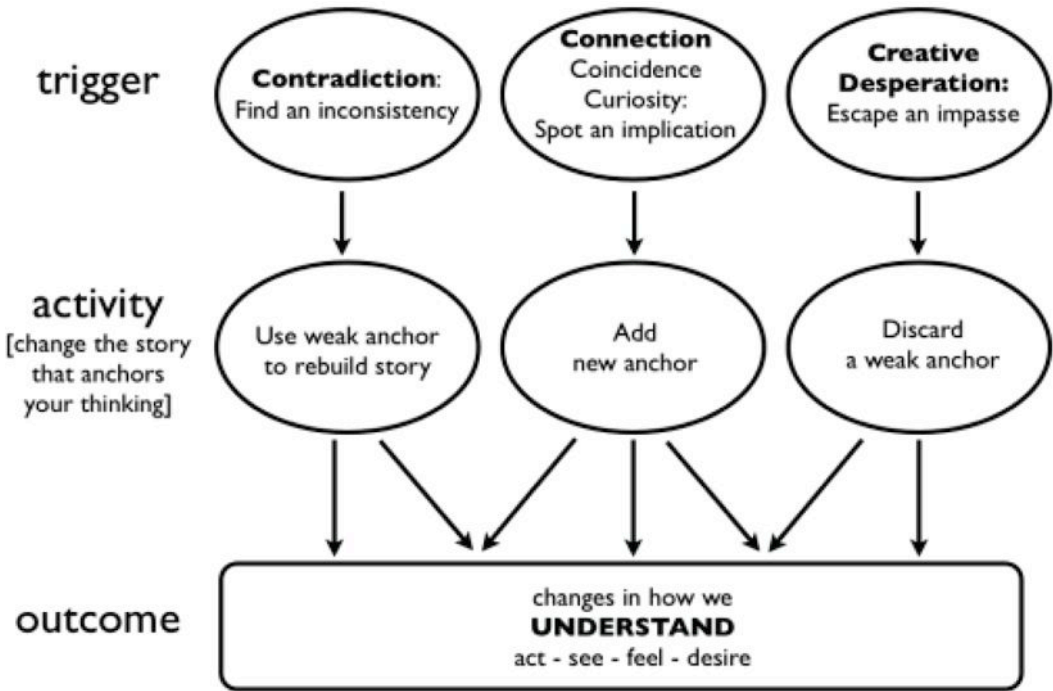 trigger
Contradiction:
Find an inconsistency
Connection
Coincidence
Curiosity:
Spot an implication
Creative
Desperation:
Escape an impasse
activity
[change the story
that anchors
your thinking]
Use weak anchor
to rebuild story
Add
new anchor
Discard
a weak anchor
outcome
changes in how we
UNDERSTAND
act - see - feel - desire